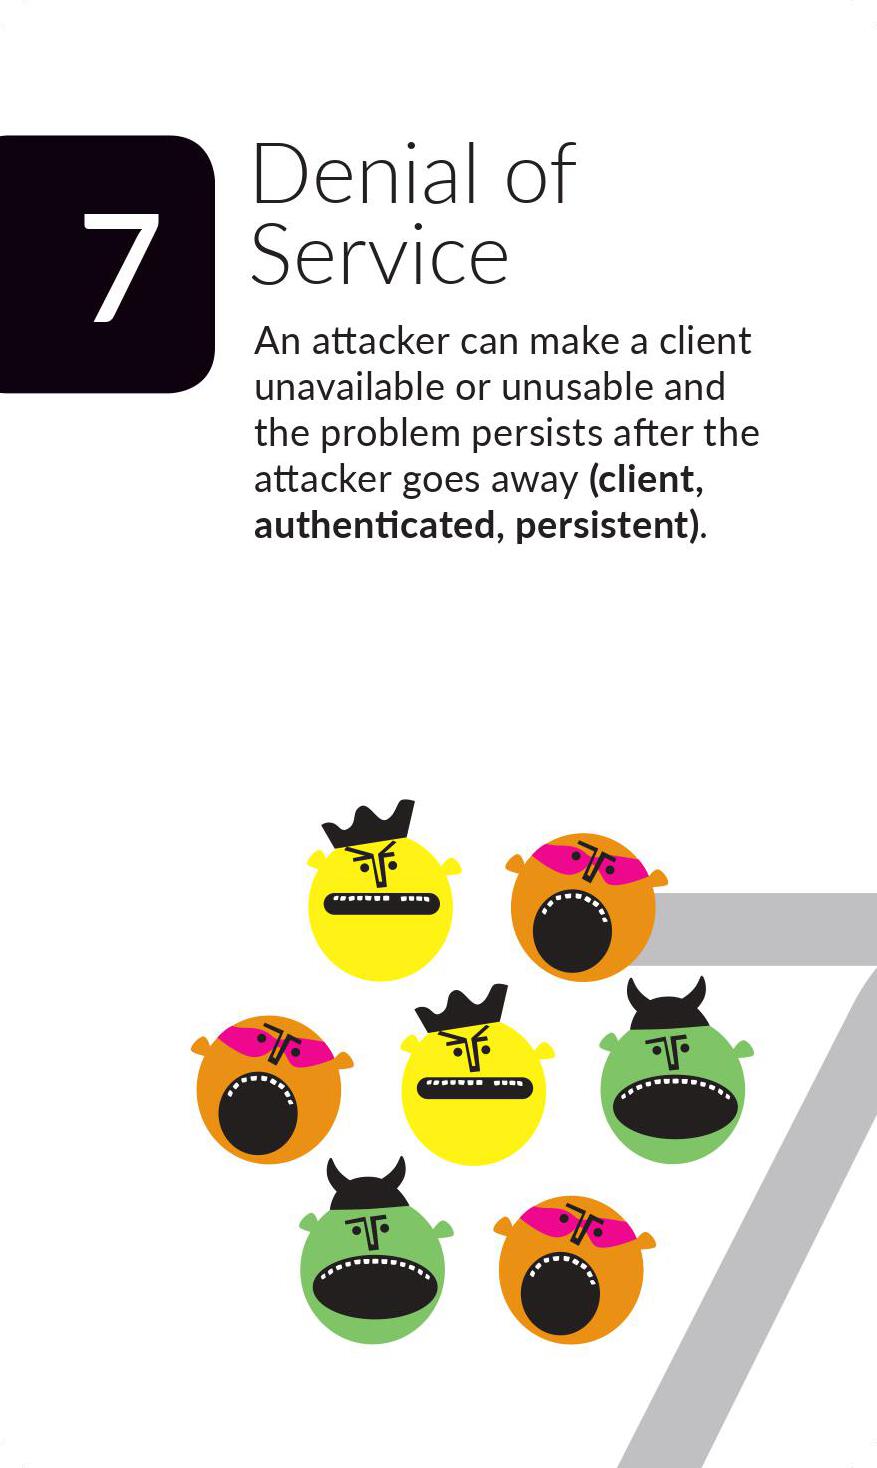 7
Denial of
Service
An attacker can make a client
unavailable or unusable and
the problem persists after the
attacker goes away (client,
authenticated, persistent).
7